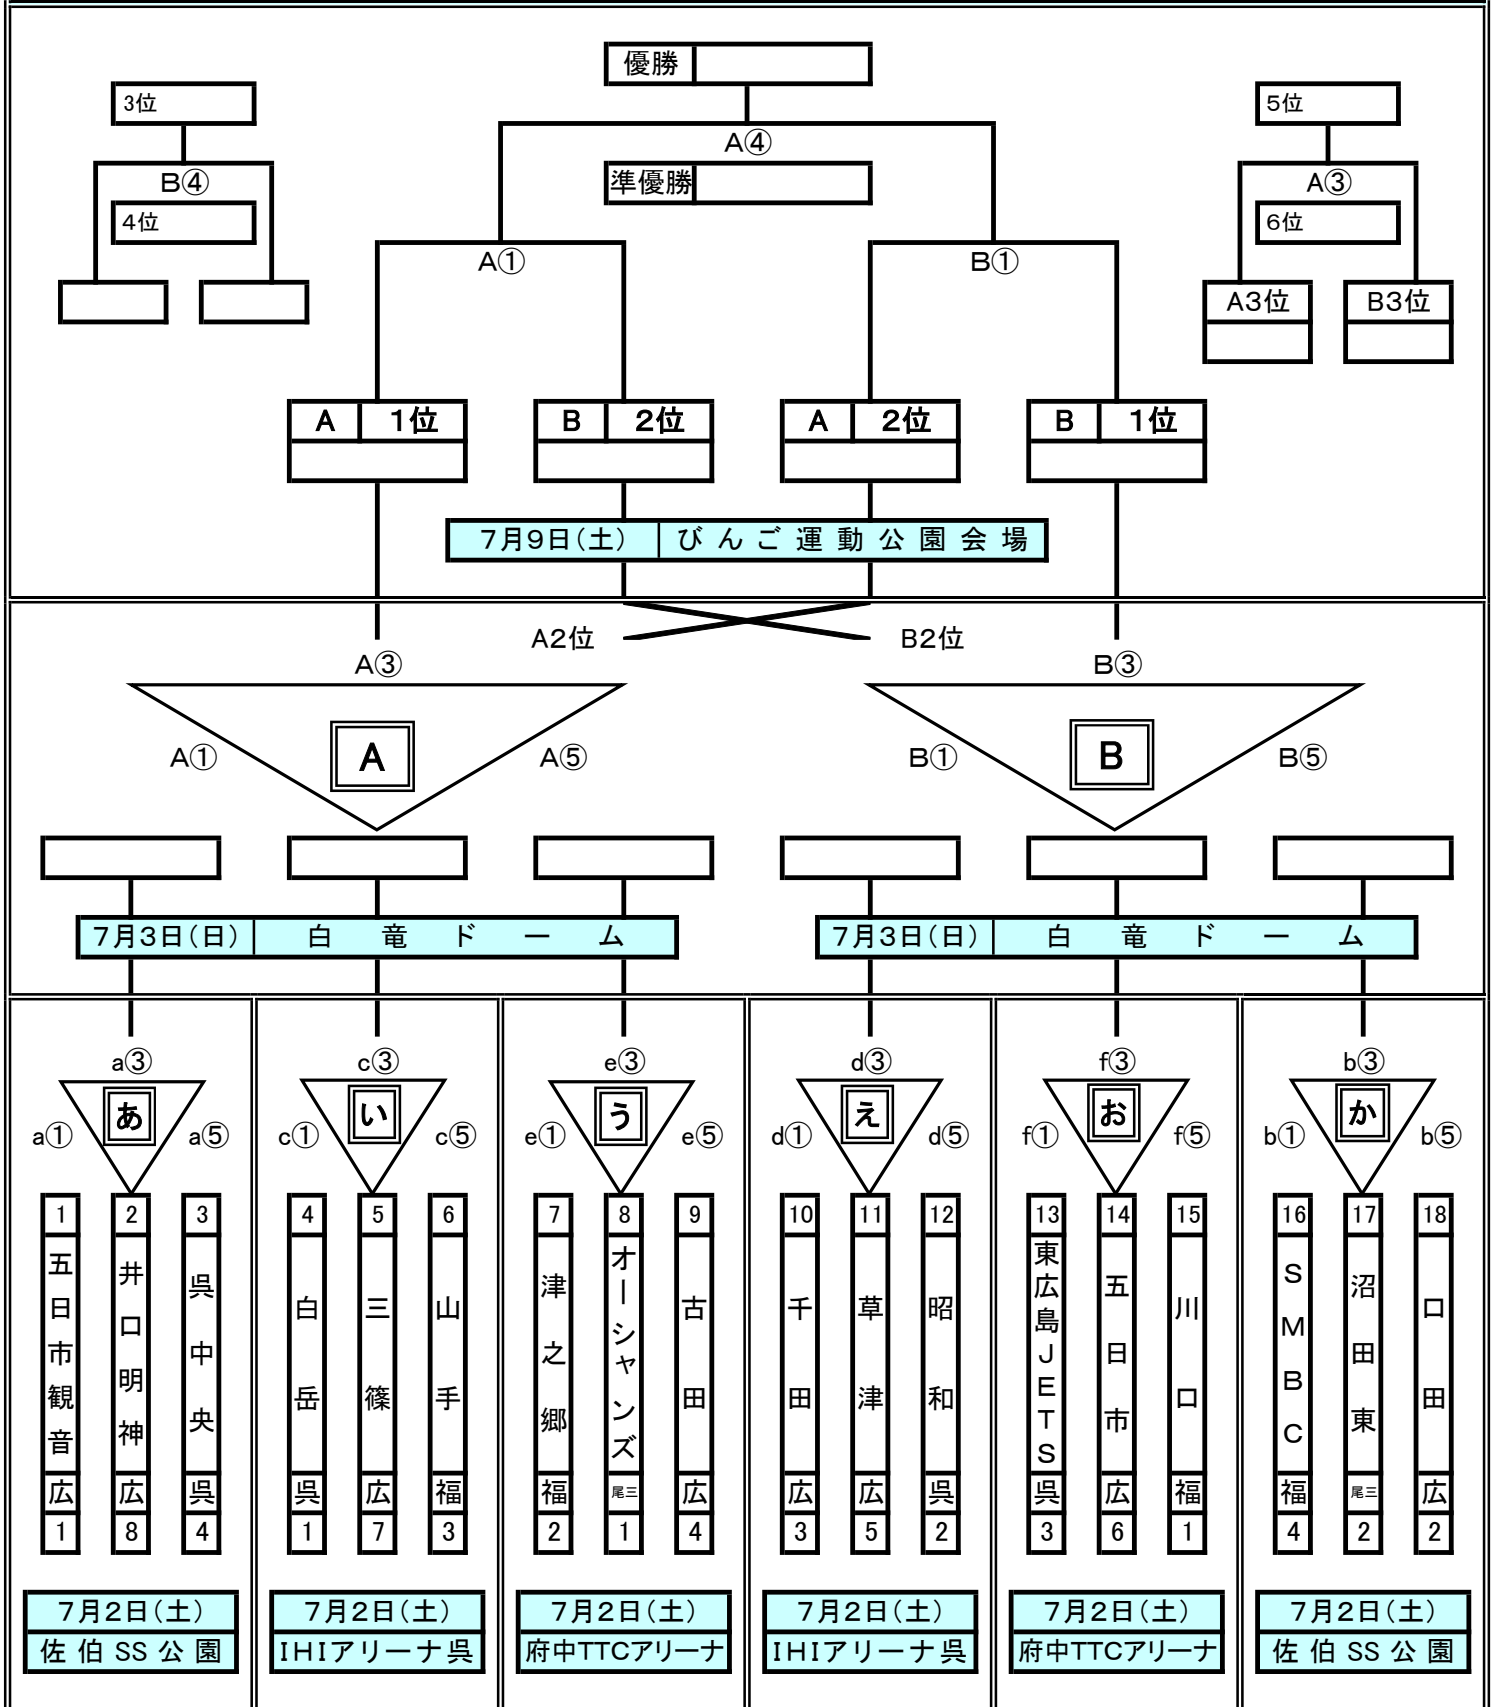 優勝
3位
5位
A④
B④
準優勝
A③
4位
6位
A①
B①
A3位
B3位
A 1位
B 2位
A 2位
B 1位
7月9日(土) びんご運動公園会場
A2位
B2位
A③
B③
A
B
A①
A⑤
B①
B⑤
7月3日(日) 白竜ドーム
7月3日(日) 白竜ドーム
a③
c③
e③
d③
f③
b③
あ
い
う
え
お
か
a①
a⑤
c①
c⑤
e①
e⑤
d①
d⑤
f①
f⑤
b①
b⑤
1 五日市観音 広 1
2 井口明神 広 8
3 呉中央 呉 4
4 白岳 呉 1
5 三篠 広 7
6 山手 福 3
7 津之郷 福 2
8 オーシャンズ 尾三 1
9 古田 広 4
10 千田 広 3
11 草津 広 5
12 昭和 呉 2
13 東広島JETS 呉 3
14 五日市 広 6
15 川口 福 1
16 SMBC 福 4
17 沼田東 尾三 2
18 口田 広 2
7月2日(土)
佐伯SS公園
7月2日(土)
IHIアリーナ呉
7月2日(土)
府中TTCアリーナ
7月2日(土)
IHIアリーナ呉
7月2日(土)
府中TTCアリーナ
7月2日(土)
佐伯SS公園